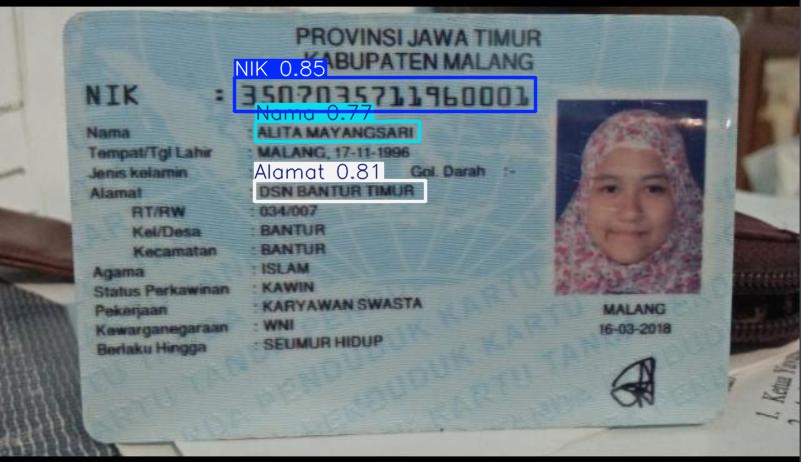 PROVINSI JAWA TIMUR
KABUPATEN MALANG
NIK 0.85
NIK : 3507035711960001
Nama 0.77
Nama : ALITA MAYANGSARI
Tempat/Tgl Lahir : MALANG, 17-11-1996
Alamat 0.81
Jenis kelamin Gol. Darah :-
Alamat : DSN BANTUR TIMUR
RT/RW : 034/007
Kel/Desa : BANTUR
Kecamatan : BANTUR
Agama : ISLAM
Status Perkawinan : KAWIN
Pekerjaan : KARYAWAN SWASTA
Kewarganegaraan : WNI
Berlaku Hingga : SEUMUR HIDUP
MALANG
16-03-2018
1. Ketua